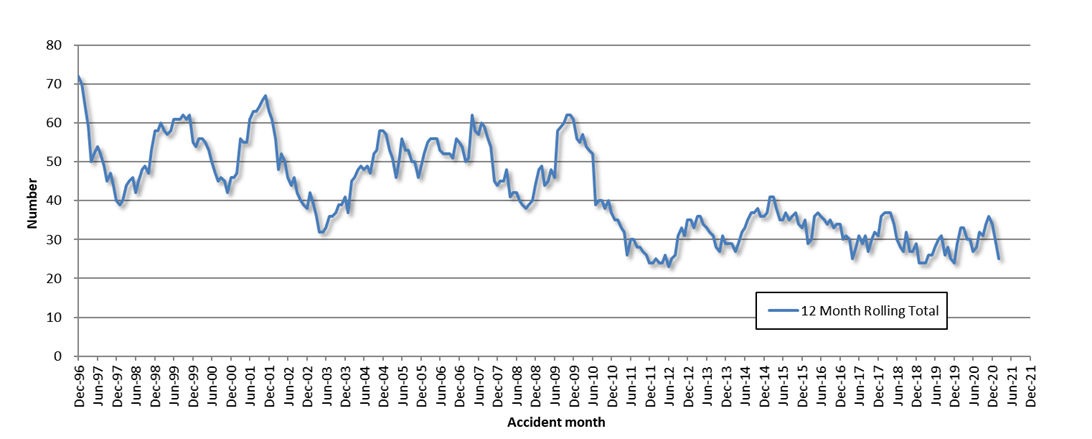 80
70
60
50
40
30
20
10
0
Number
12 Month Rolling Total
Dec-96
Jun-97
Dec-97
Jun-98
Dec-98
Jun-99
Dec-99
Jun-00
Dec-00
Jun-01
Dec-01
Jun-02
Dec-02
Jun-03
Dec-03
Jun-04
Dec-04
Jun-05
Dec-05
Jun-06
Dec-06
Jun-07
Dec-07
Jun-08
Dec-08
Jun-09
Dec-09
Jun-10
Dec-10
Jun-11
Dec-11
Jun-12
Dec-12
Jun-13
Dec-13
Jun-14
Dec-14
Jun-15
Dec-15
Jun-16
Dec-16
Jun-17
Dec-17
Jun-18
Dec-18
Jun-19
Dec-19
Jun-20
Dec-20
Jun-21
Dec-21
Accident month